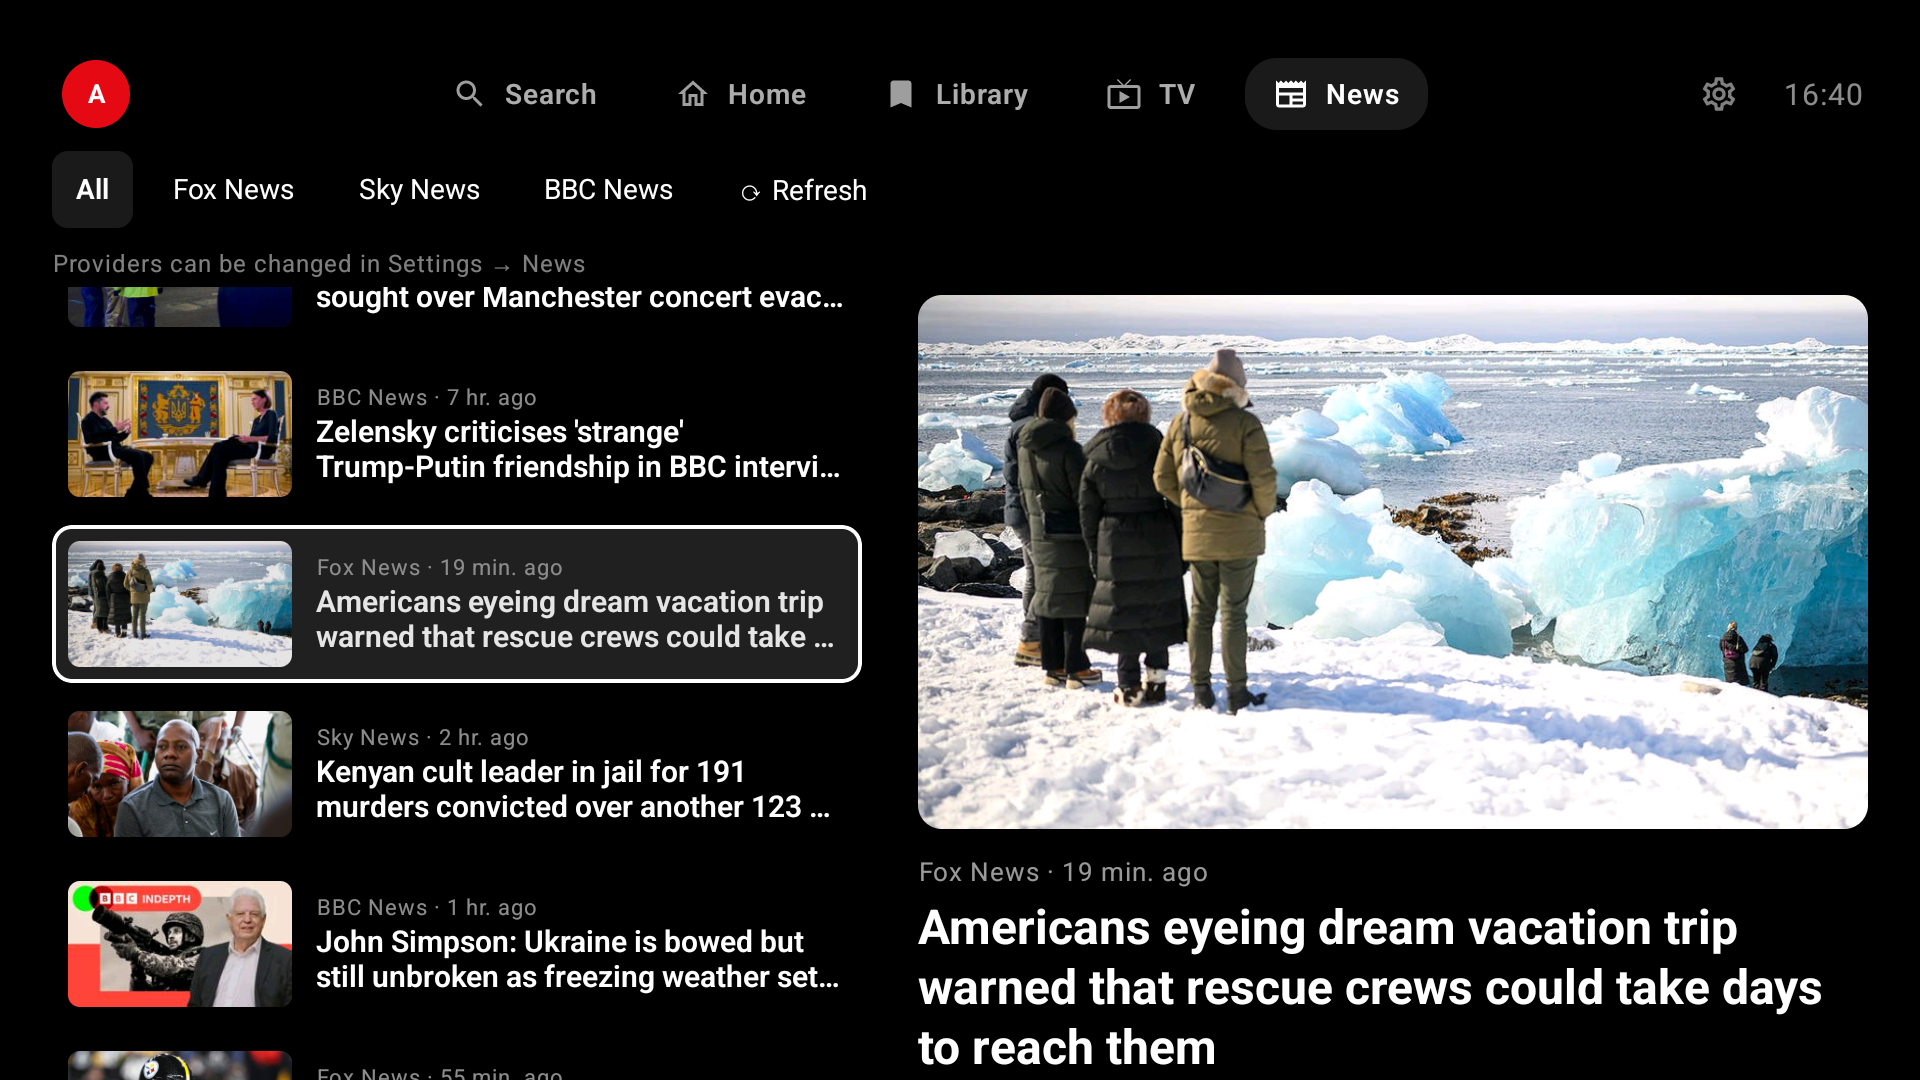 A
Search
Home
Library
TV
News
16:40
All
Fox News
Sky News
BBC News
⟳ Refresh
Providers can be changed in Settings → News
sought over Manchester concert evac...
BBC News · 7 hr. ago
Zelensky criticises 'strange'
Trump-Putin friendship in BBC intervi...
Fox News · 19 min. ago
Americans eyeing dream vacation trip
warned that rescue crews could take ...
Sky News · 2 hr. ago
Kenyan cult leader in jail for 191
murders convicted over another 123 ...
BBC INDEPTH
BBC News · 1 hr. ago
John Simpson: Ukraine is bowed but
still unbroken as freezing weather set...
Fox News · 55 min. ago
Fox News · 19 min. ago
Americans eyeing dream vacation trip
warned that rescue crews could take days
to reach them